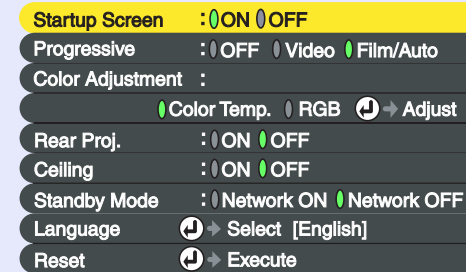 Startup Screen : ON OFF
Progressive : OFF Video Film/Auto
Color Adjustment :
Color Temp. RGB Adjust
Rear Proj. : ON OFF
Ceiling : ON OFF
Standby Mode : Network ON Network OFF
Language Select [English]
Reset Execute